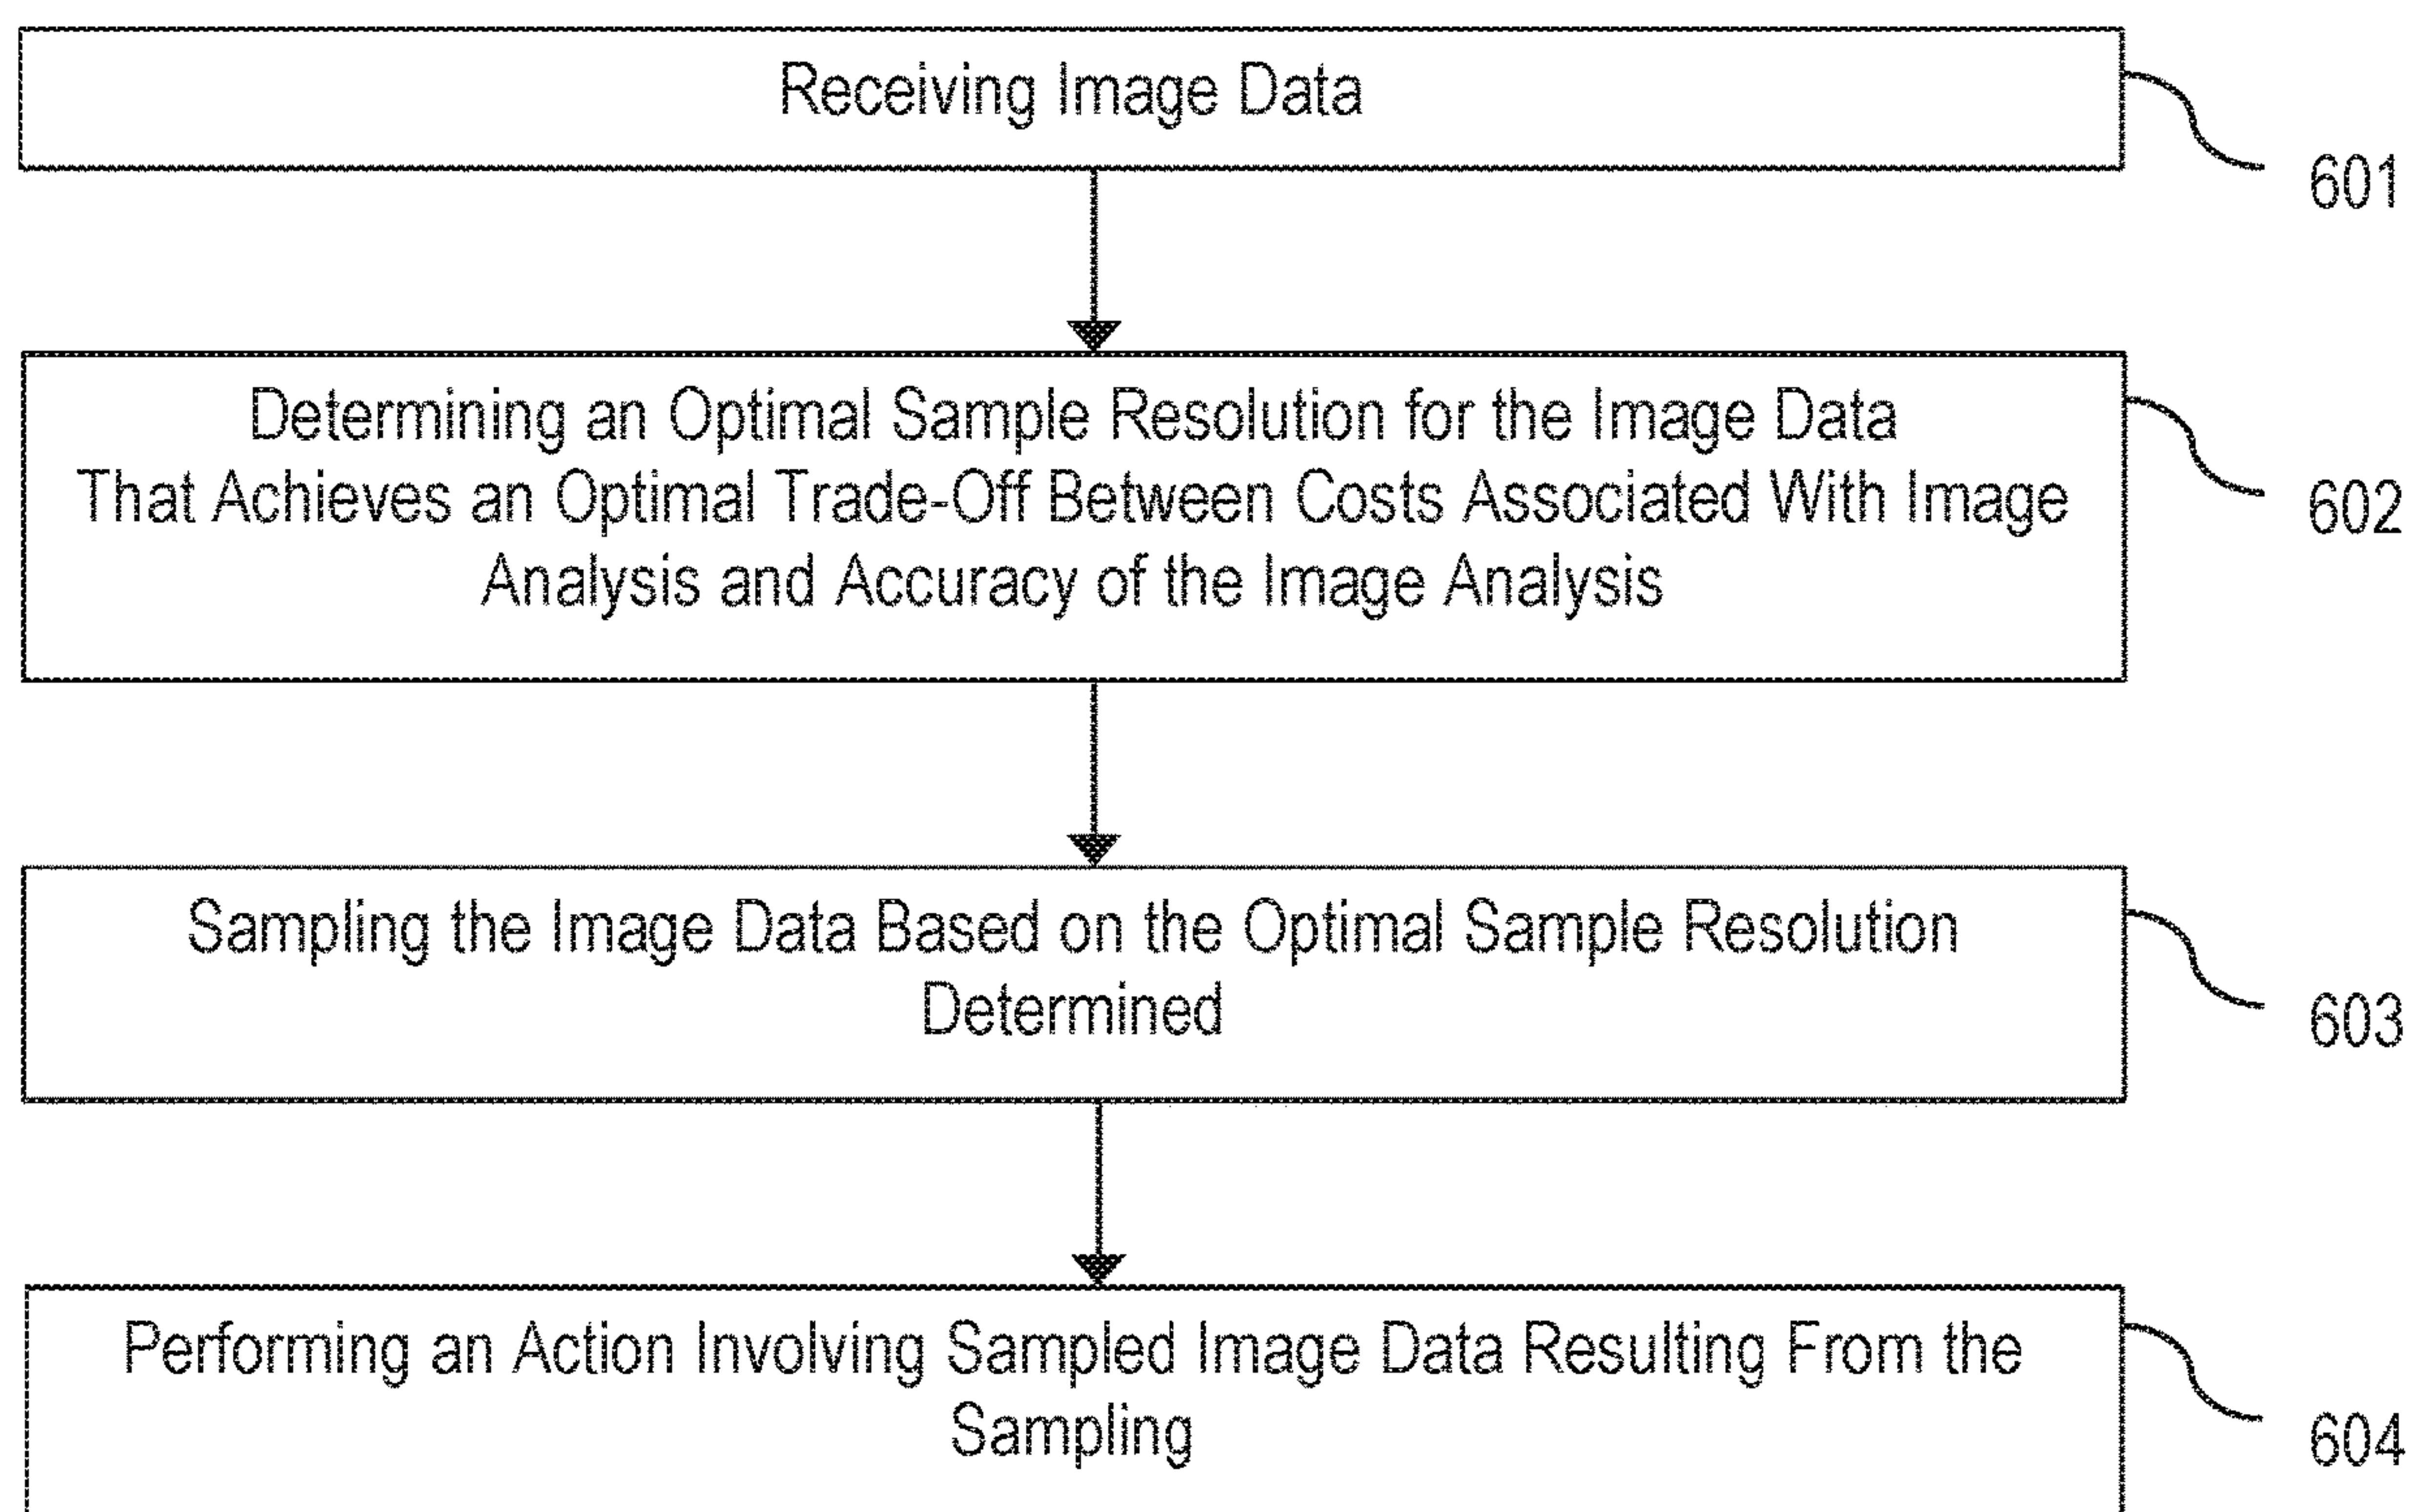 Receiving Image Data
601
Determining an Optimal Sample Resolution for the Image Data
That Achieves an Optimal Trade-Off Between Costs Associated With Image
Analysis and Accuracy of the Image Analysis
602
Sampling the Image Data Based on the Optimal Sample Resolution
Determined
603
Performing an Action Involving Sampled Image Data Resulting From the
Sampling
604